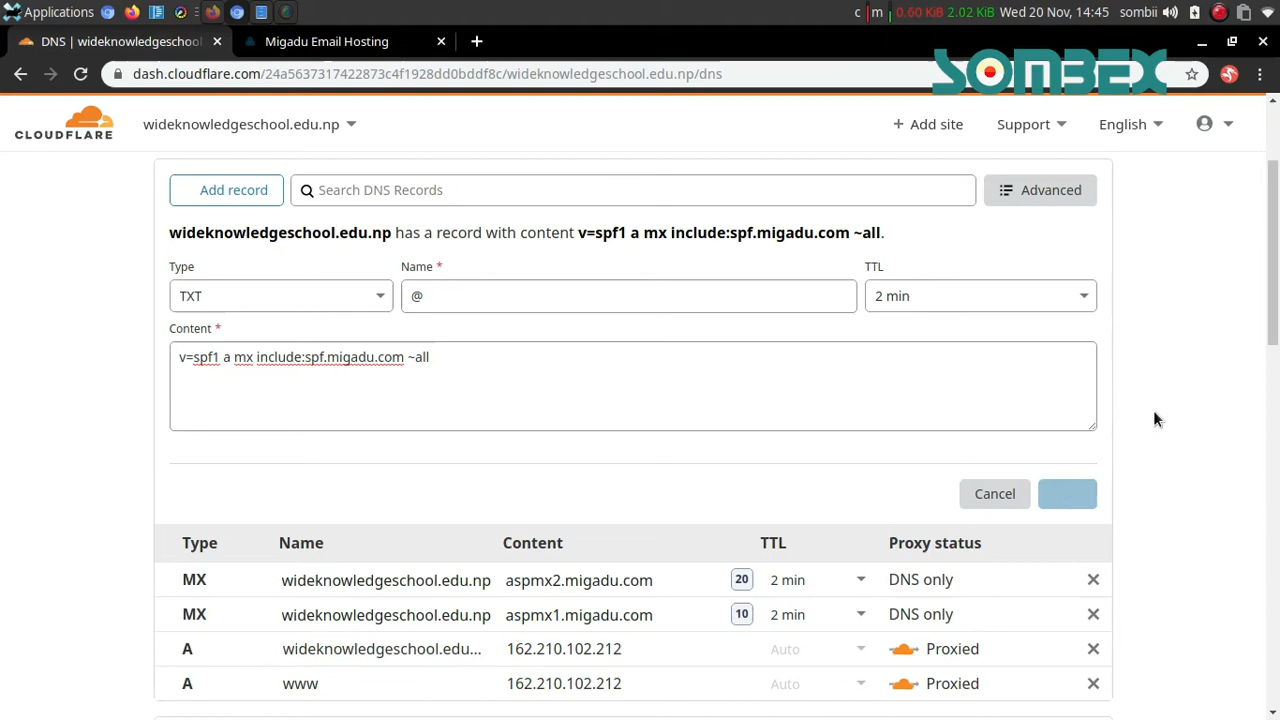 Applications c m 0.60 KiB 2.02 KiB Wed 20 Nov, 14:45 sombii
DNS | wideknowledgeschool Migadu Email Hosting
dash.cloudflare.com/24a5637317422873c4f1928dd0bddf8c/wideknowledgeschool.edu.np/dns
SOMBEX
CLOUDFLARE wideknowledgeschool.edu.np + Add site Support English
Add record Search DNS Records Advanced
wideknowledgeschool.edu.np has a record with content v=spf1 a mx include:spf.migadu.com ~all.
Type Name * TTL
TXT @ 2 min
Content *
v=spf1 a mx include:spf.migadu.com ~all
Cancel
Type Name Content TTL Proxy status
MX wideknowledgeschool.edu.np aspmx2.migadu.com 20 2 min DNS only
MX wideknowledgeschool.edu.np aspmx1.migadu.com 10 2 min DNS only
A wideknowledgeschool.edu... 162.210.102.212 Auto Proxied
A www 162.210.102.212 Auto Proxied